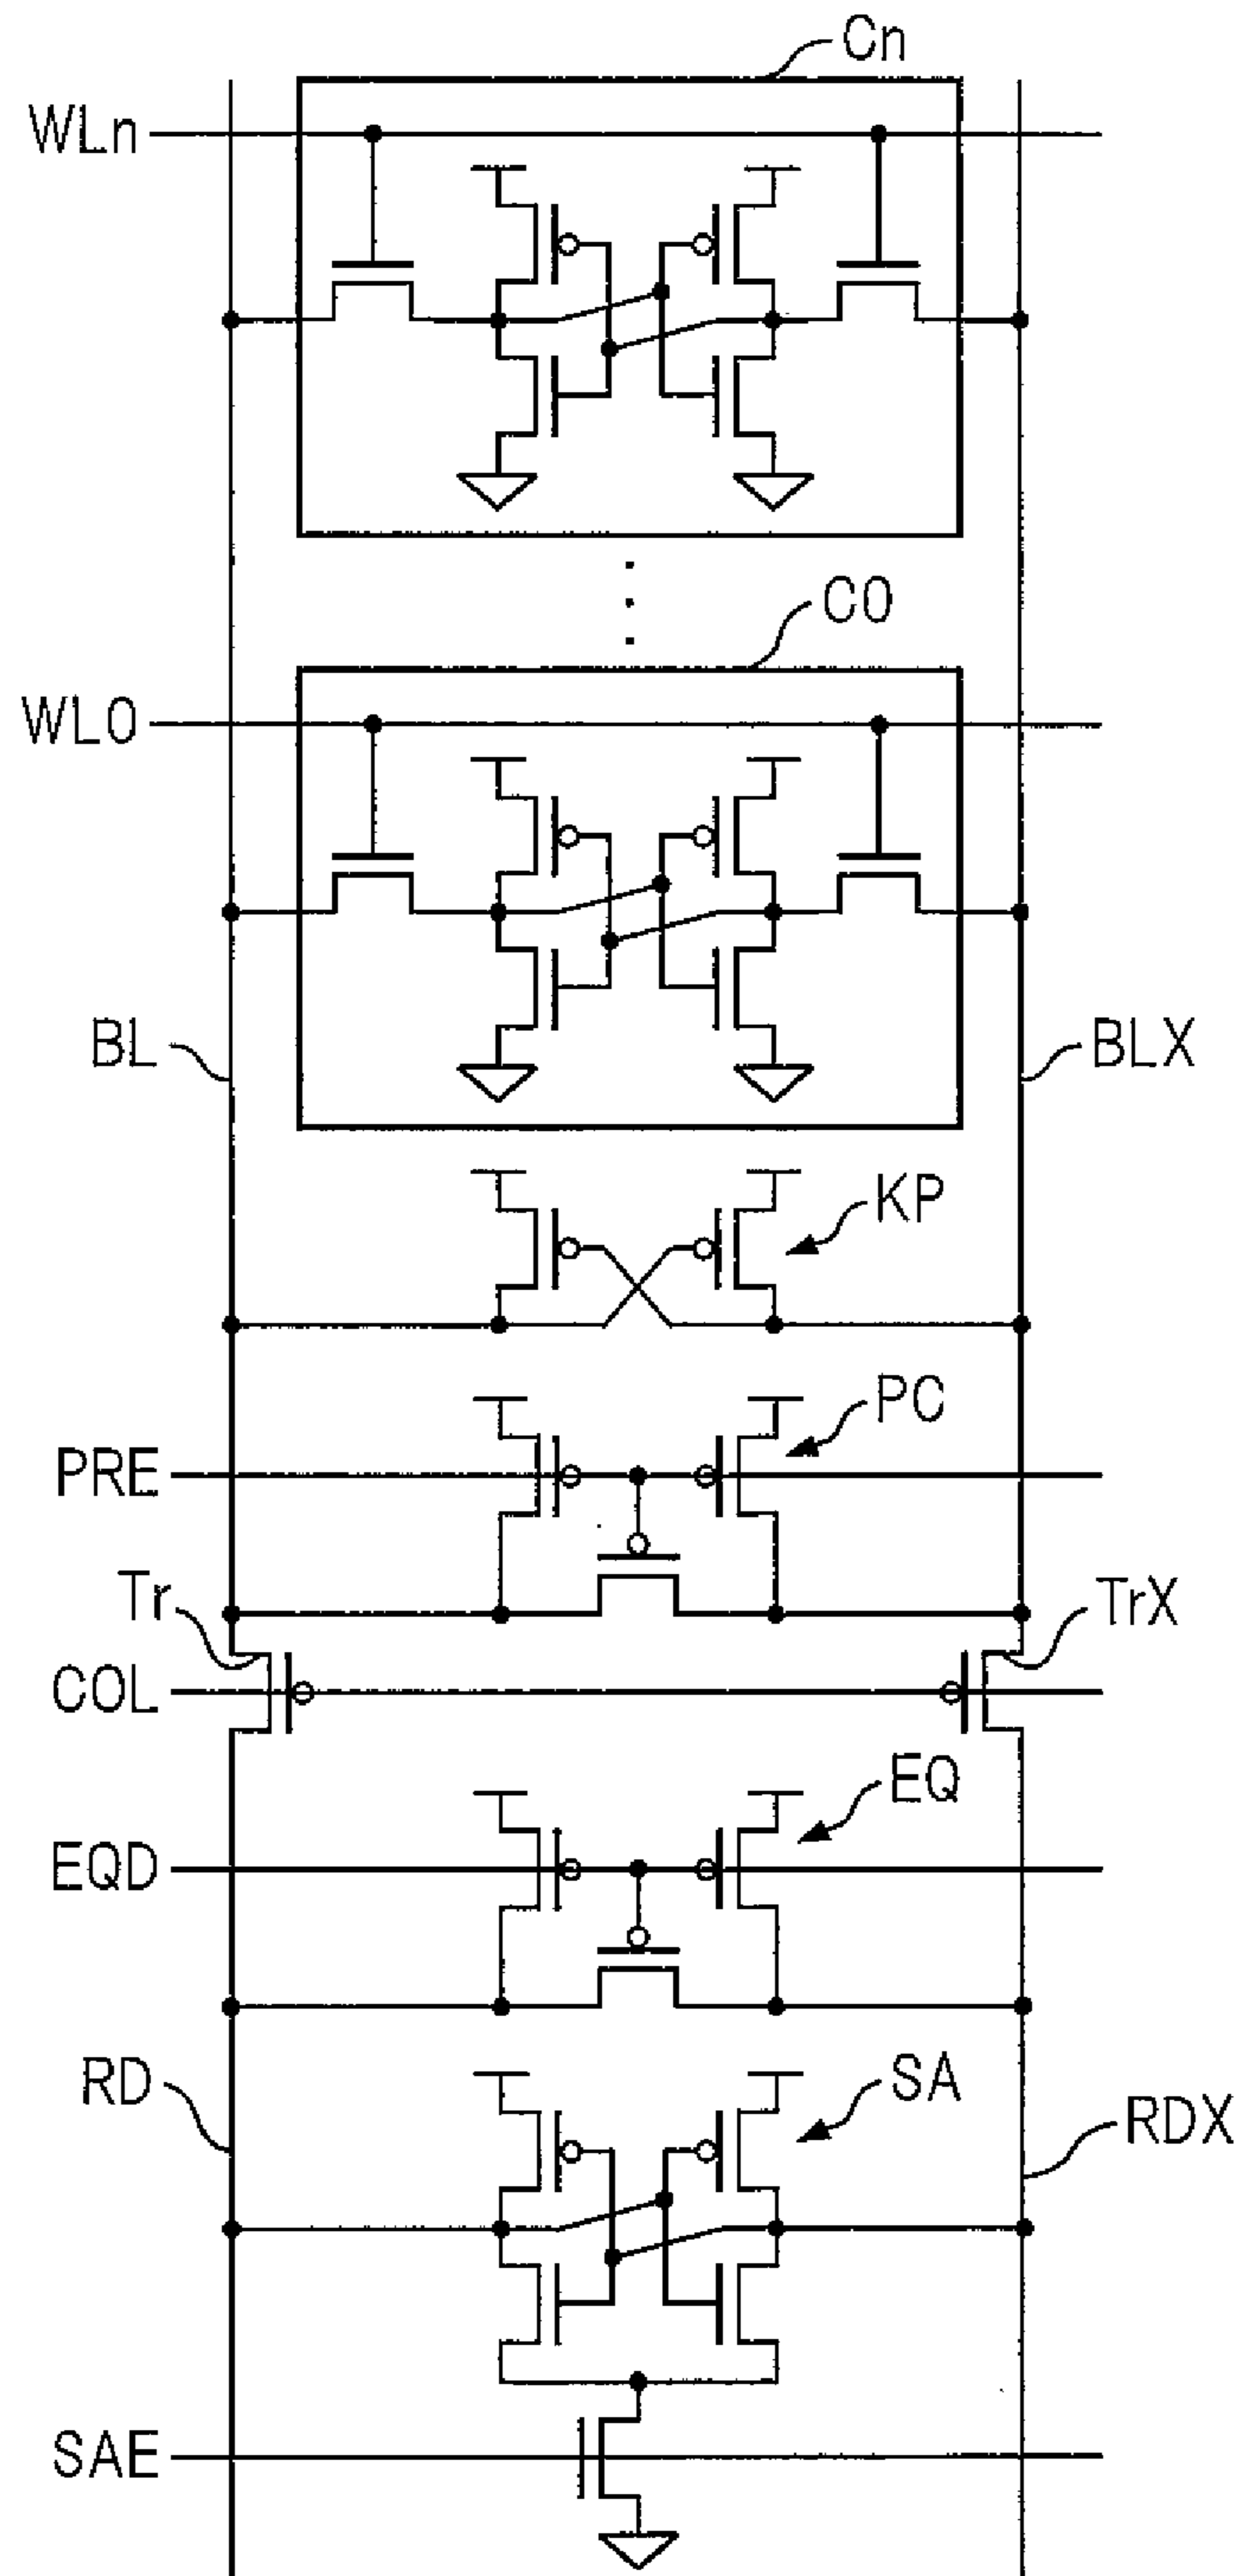 Cn
WLn
C0
WL0
BL
BLX
KP
PC
PRE
Tr
TrX
COL
EQ
EQD
RD
SA
RDX
SAE